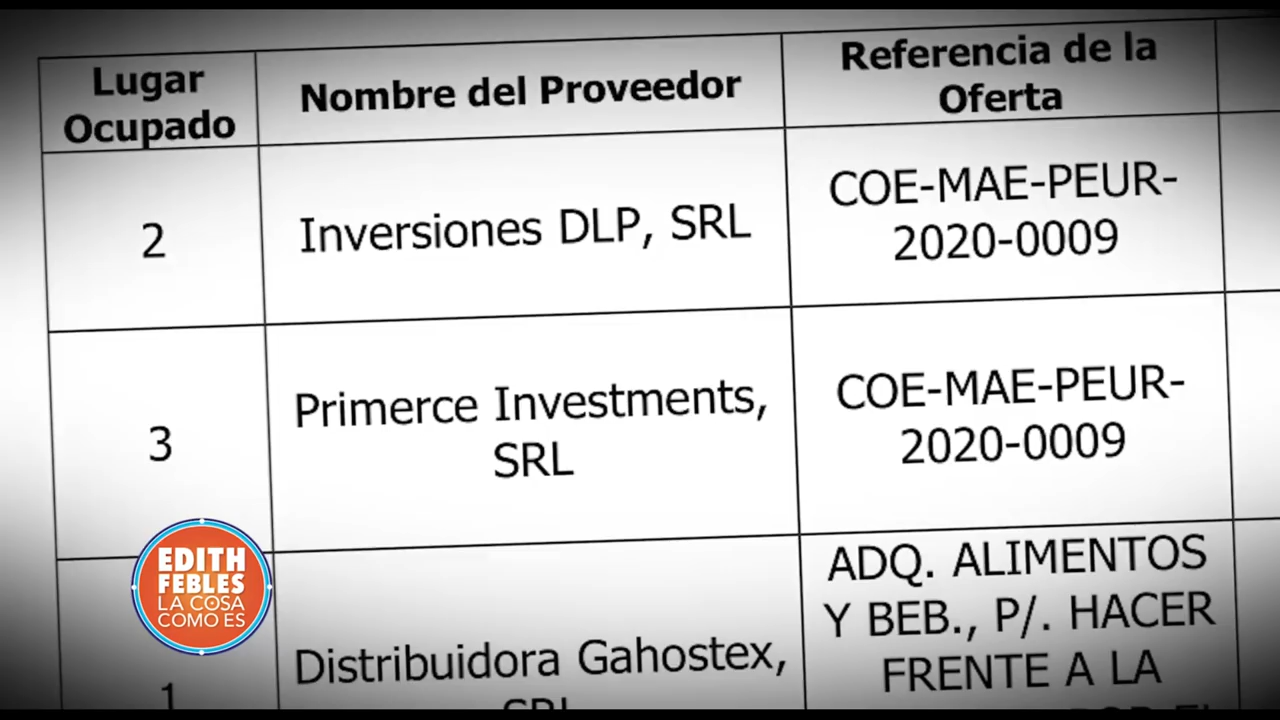 Lugar
Ocupado
Nombre del Proveedor
Referencia de la
Oferta
2
Inversiones DLP, SRL
COE-MAE-PEUR-
2020-0009
3
Primerce Investments,
SRL
COE-MAE-PEUR-
2020-0009
1
Distribuidora Gahostex,
SRL
ADQ. ALIMENTOS
Y BEB., P/. HACER
FRENTE A LA
EDITH
FEBLES
LA COSA
COMO ES